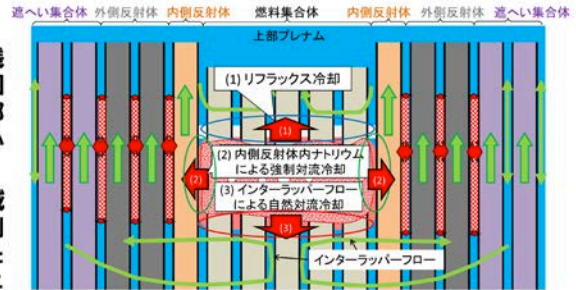 遮へい集合体 外側反射体 内側反射体 燃料集合体 内側反射体 外側反射体 遮へい集合体
上部プレナム
(1) リフラックス冷却
(1)
(2) 内側反射体内ナトリウム
による強制対流冷却
(2)
(2)
(3) インターラッパーフロー
による自然対流冷却
(3)
インターラッパーフロー